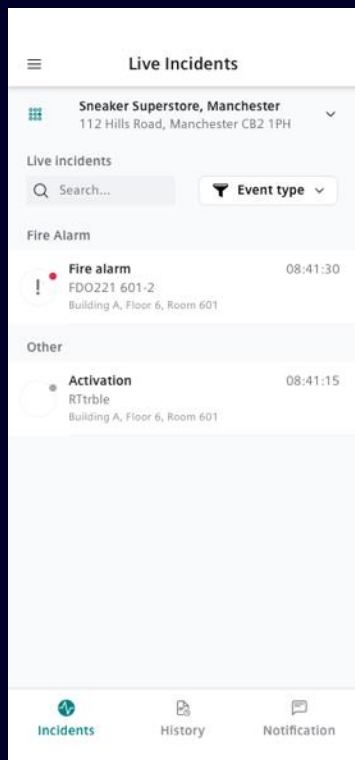 Live Incidents
Sneaker Superstore, Manchester
112 Hills Road, Manchester CB2 1PH
Live incidents
Search...
Event type
Fire Alarm
Fire alarm 08:41:30
!
FDO221 601-2
Building A, Floor 6, Room 601
Other
Activation 08:41:15
RTtrble
Building A, Floor 6, Room 601
Incidents History Notification